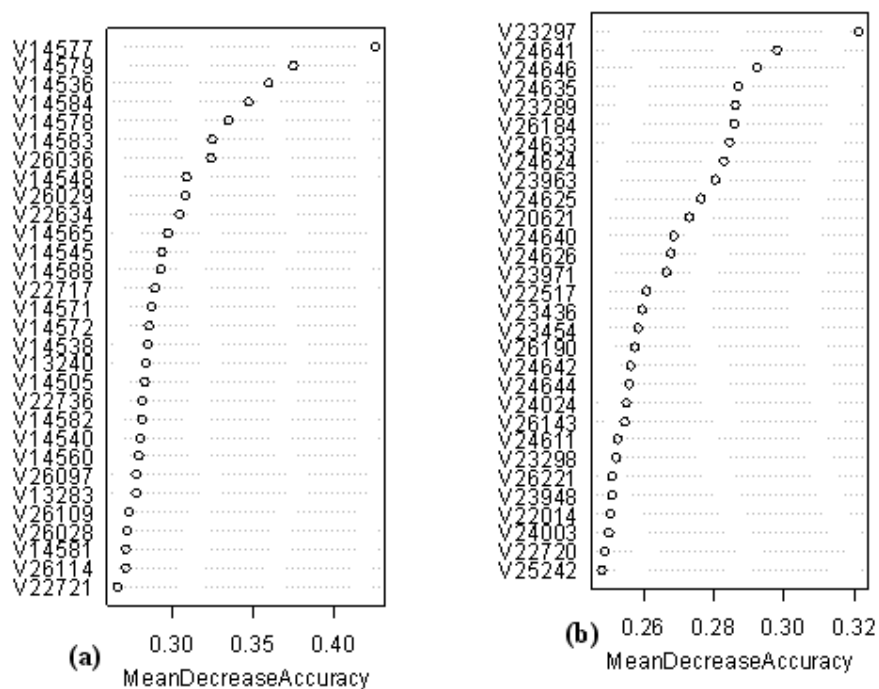 V14577
V14579
V14536
V14584
V14578
V14583
V26036
V14548
V26029
V22634
V14565
V14545
V14588
V22717
V14571
V14572
V14538
V13240
V14505
V22736
V14582
V14540
V14560
V26097
V13283
V26109
V26028
V14581
V26114
V22721
0.30 0.35 0.40
(a)
MeanDecreaseAccuracy
V23297
V24641
V24646
V24635
V23289
V26184
V24633
V24624
V23963
V24625
V20621
V24640
V24626
V23971
V22517
V23436
V23454
V26190
V24642
V24644
V24024
V26143
V24611
V23298
V26221
V23948
V22014
V24003
V22720
V25242
0.26 0.28 0.30 0.32
(b)
MeanDecreaseAccuracy